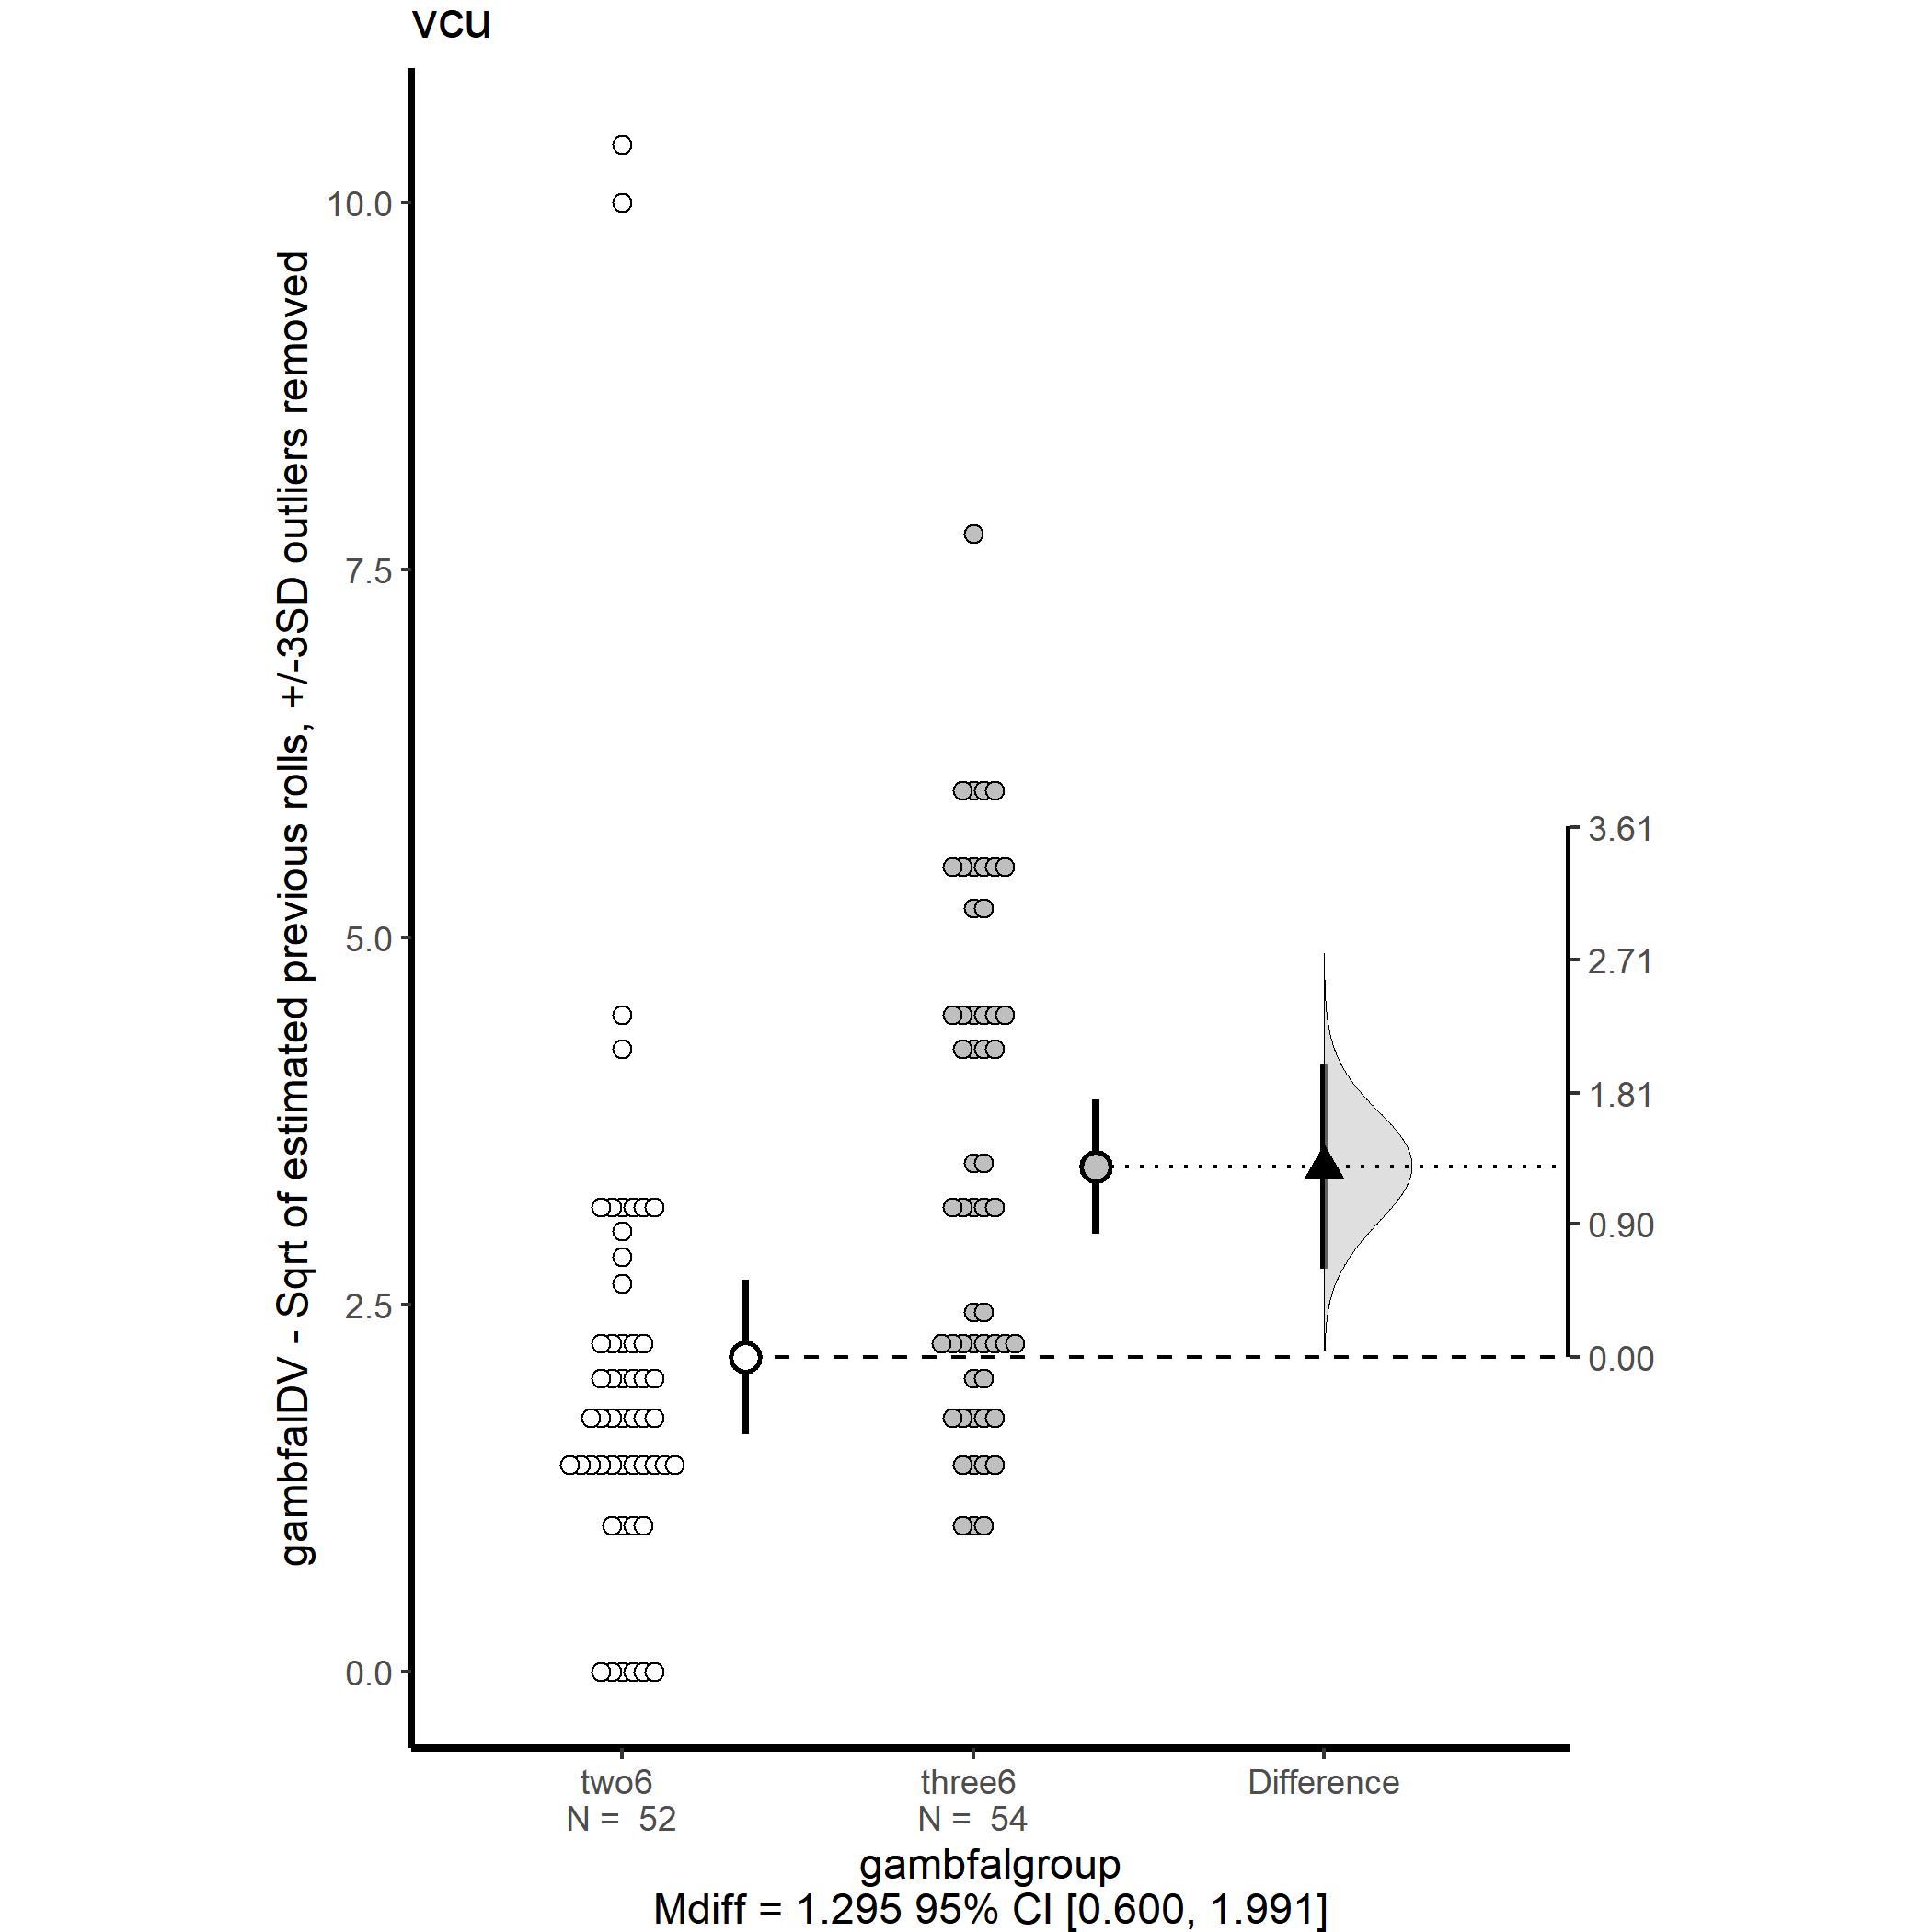 vcu
gambfalDV - Sqrt of estimated previous rolls, +/-3SD outliers removed
10.0
7.5
5.0
2.5
0.0
3.61
2.71
1.81
0.90
0.00
two6
N = 52
three6
N = 54
Difference
gambfalgroup
Mdiff = 1.295 95% CI [0.600, 1.991]